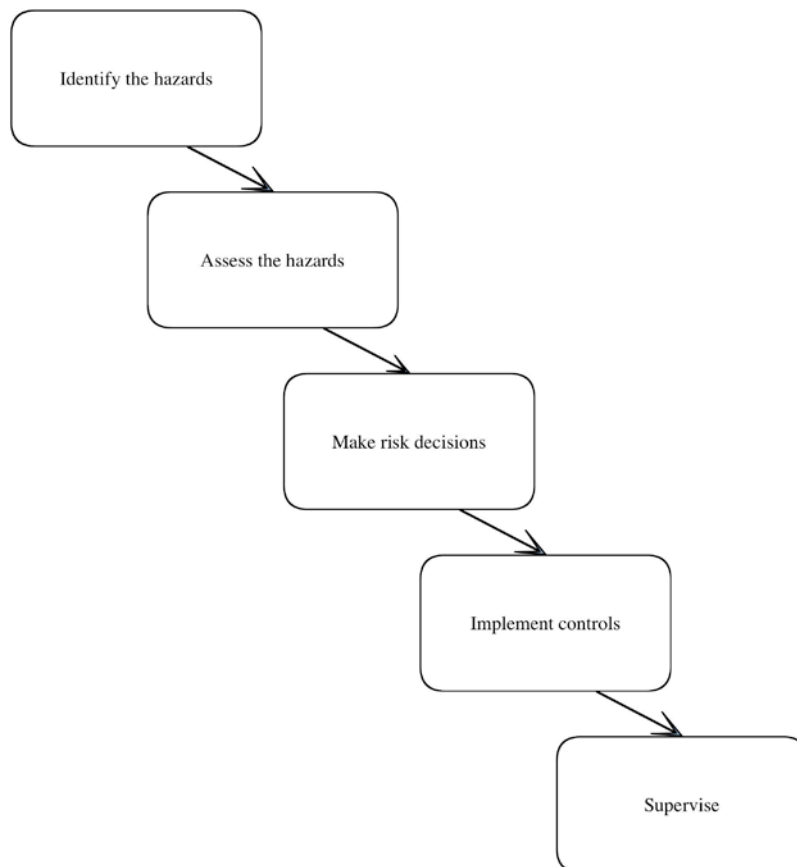 Identify the hazards
Assess the hazards
Make risk decisions
Implement controls
Supervise